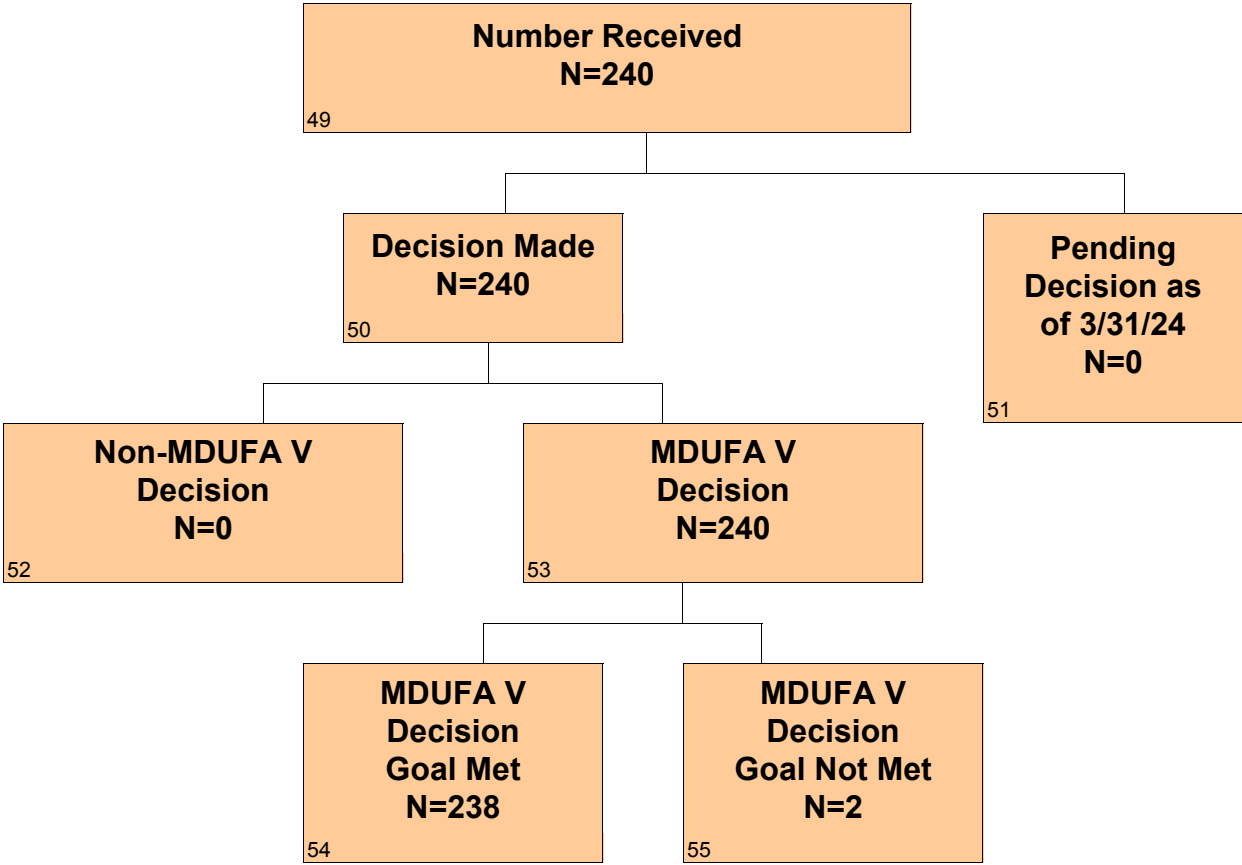 Number Received
N=240
49
Decision Made
N=240
50
Pending
Decision as
of 3/31/24
N=0
51
Non-MDUFA V
Decision
N=0
52
MDUFA V
Decision
N=240
53
MDUFA V
Decision
Goal Met
N=238
54
MDUFA V
Decision
Goal Not Met
N=2
55